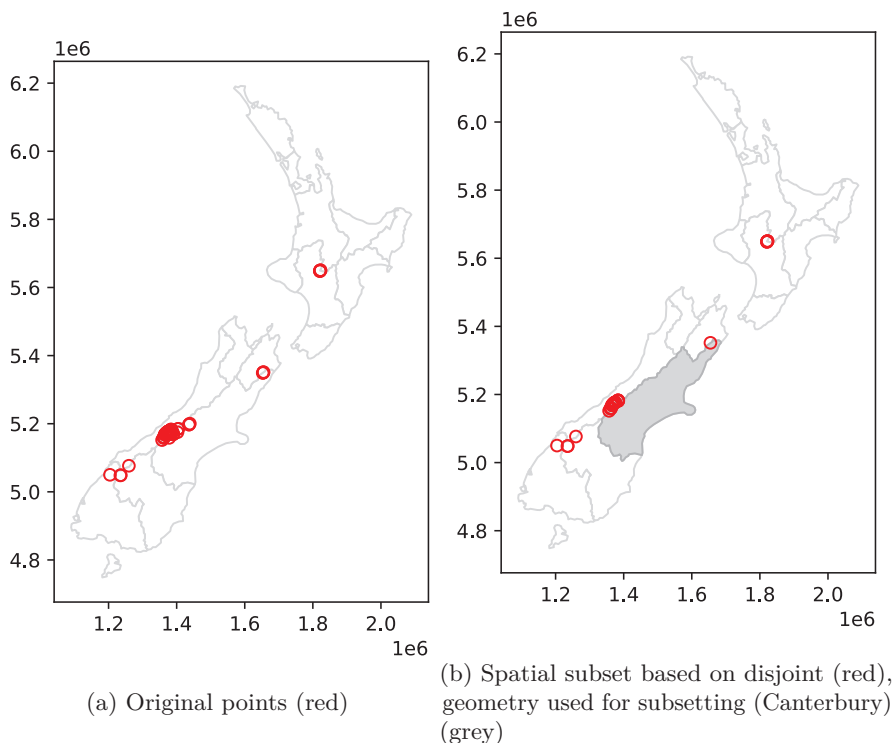 1e6
6.2
6.0
5.8
5.6
5.4
5.2
5.0
4.8
1.2 1.4 1.6 1.8 2.0
1e6
(a) Original points (red)
1e6
6.2
6.0
5.8
5.6
5.4
5.2
5.0
4.8
1.2 1.4 1.6 1.8 2.0
1e6
(b) Spatial subset based on disjoint (red),
geometry used for subsetting (Canterbury)
(grey)